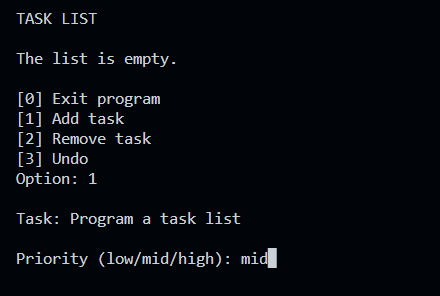 TASK LIST
The list is empty.
[0] Exit program
[1] Add task
[2] Remove task
[3] Undo
Option: 1
Task: Program a task list
Priority (low/mid/high): mid